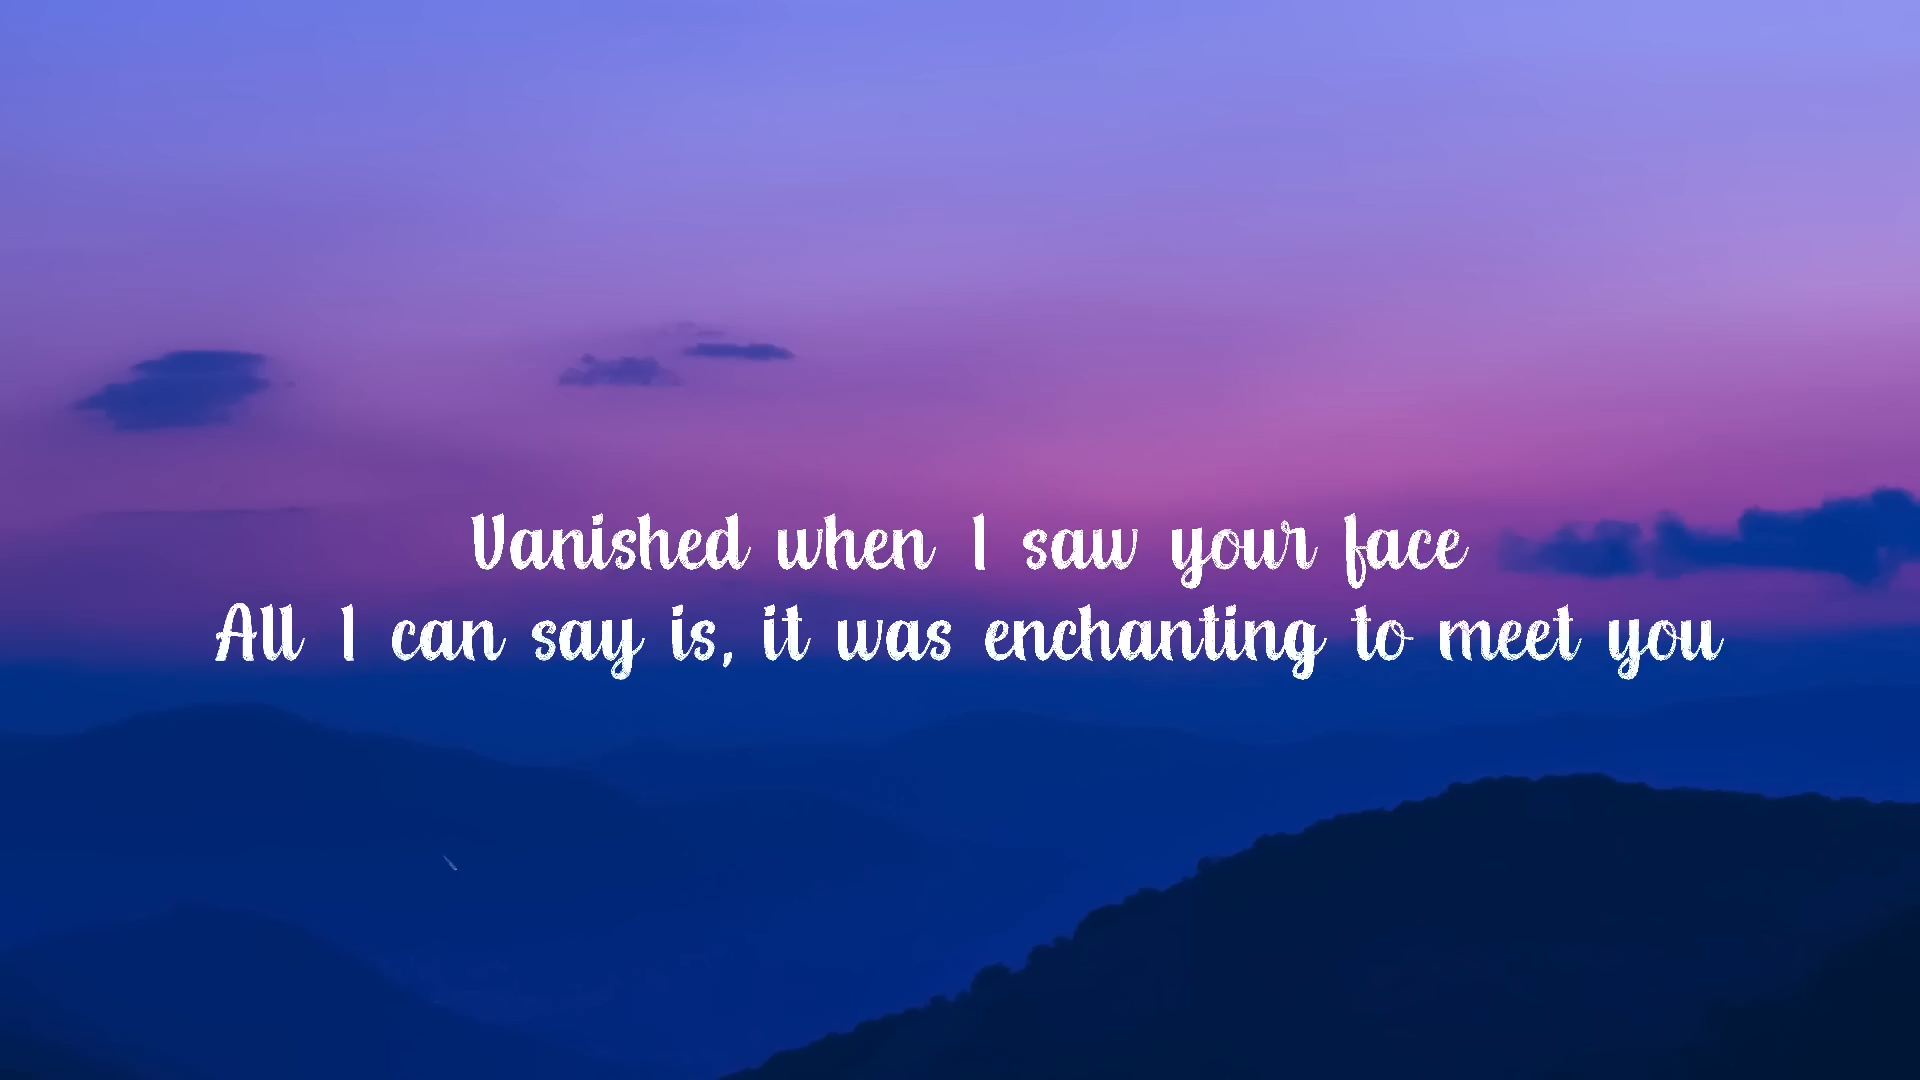 Vanished when I saw your face
All I can say is, it was enchanting to meet you